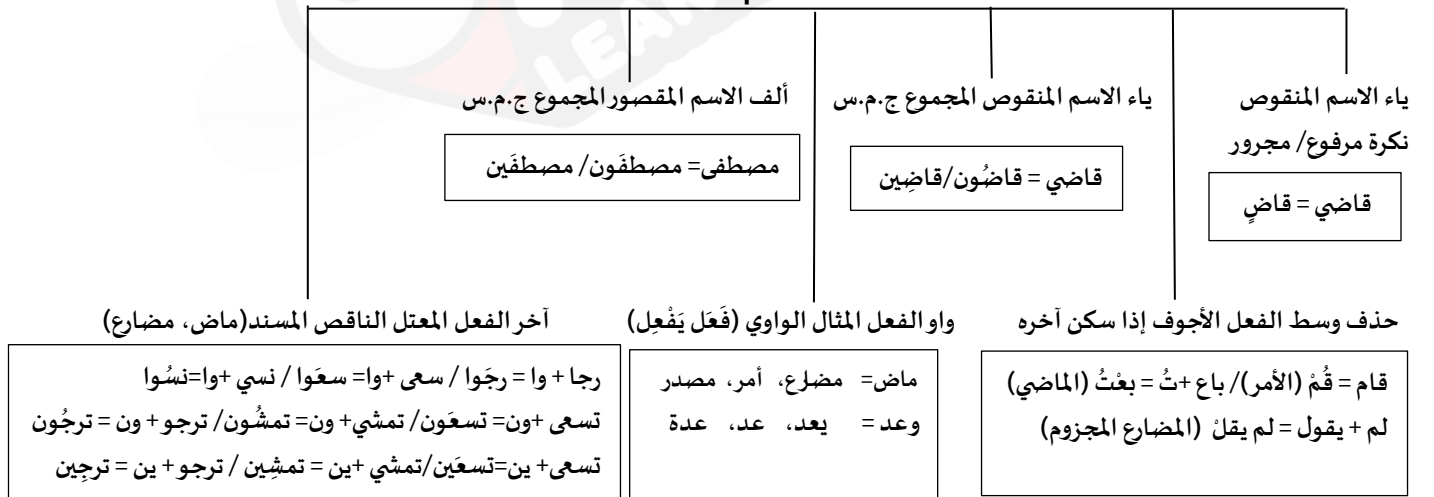 ياء الاسم المنقوص
نكرة مرفوع/ مجرور
قاضي = قاضٍ
ياء الاسم المنقوص المجموع ج.م.س
قاضي = قاضُون/قاضِين
ألف الاسم المقصور المجموع ج.م.س
مصطفى= مصطفَون/ مصطفَين
حذف وسط الفعل الأجوف إذا سكن آخره
قام = قُمْ (الأمر)/ باع +تُ = بعْتُ (الماضي)
لم + يقول = لم يقلْ (المضارع المجزوم)
واو الفعل المثال الواوي (فَعَل يَفْعِل)
ماض= مضارع، أمر، مصدر
وعد = يعد، عد، عدة
آخر الفعل المعتل الناقص المسند(ماض، مضارع)
رجا + وا = رجَوا / سعى +وا= سعَوا / نسي +وا=نسُوا
تسعى +ون= تسعَون/ تمشي+ ون= تمشُون/ ترجو + ون = ترجُون
تسعى+ ين=تسعَين/تمشي +ين = تمشِين / ترجو + ين = ترجِين